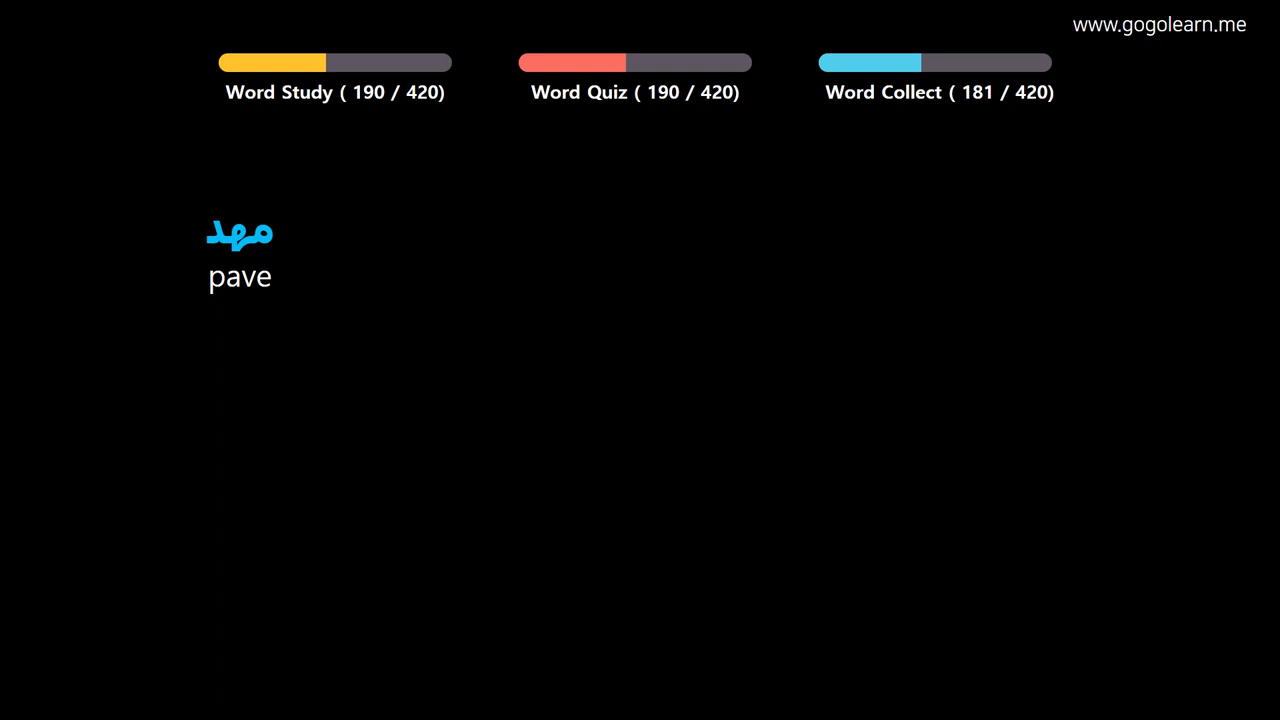 www.gogolearn.me
Word Study ( 190 / 420)
Word Quiz ( 190 / 420)
Word Collect ( 181 / 420)
مهد
pave